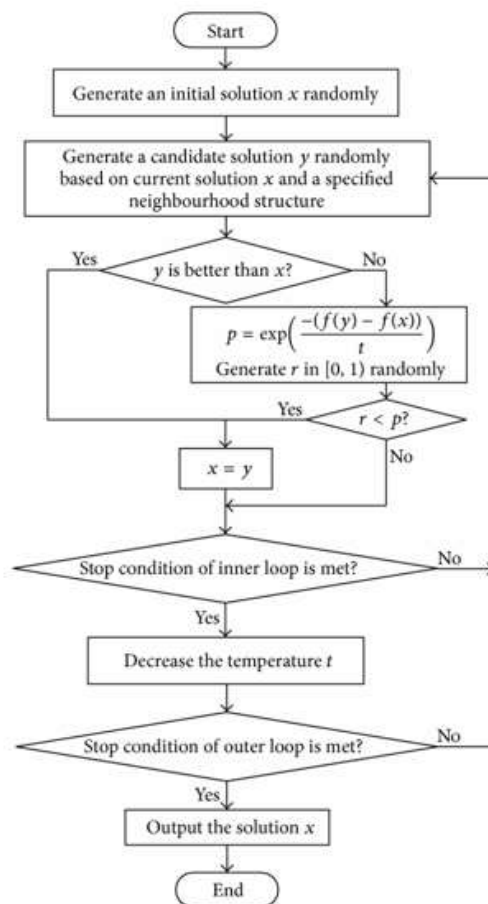 Start
Generate an initial solution x randomly
Generate a candidate solution y randomly
based on current solution x and a specified
neighbourhood structure
Yes
y is better than x?
No
p = exp(−(f(y) − f(x))/t)
Generate r in [0, 1) randomly
Yes
r < p?
x = y
No
Stop condition of inner loop is met?
No
Yes
Decrease the temperature t
Stop condition of outer loop is met?
No
Yes
Output the solution x
End